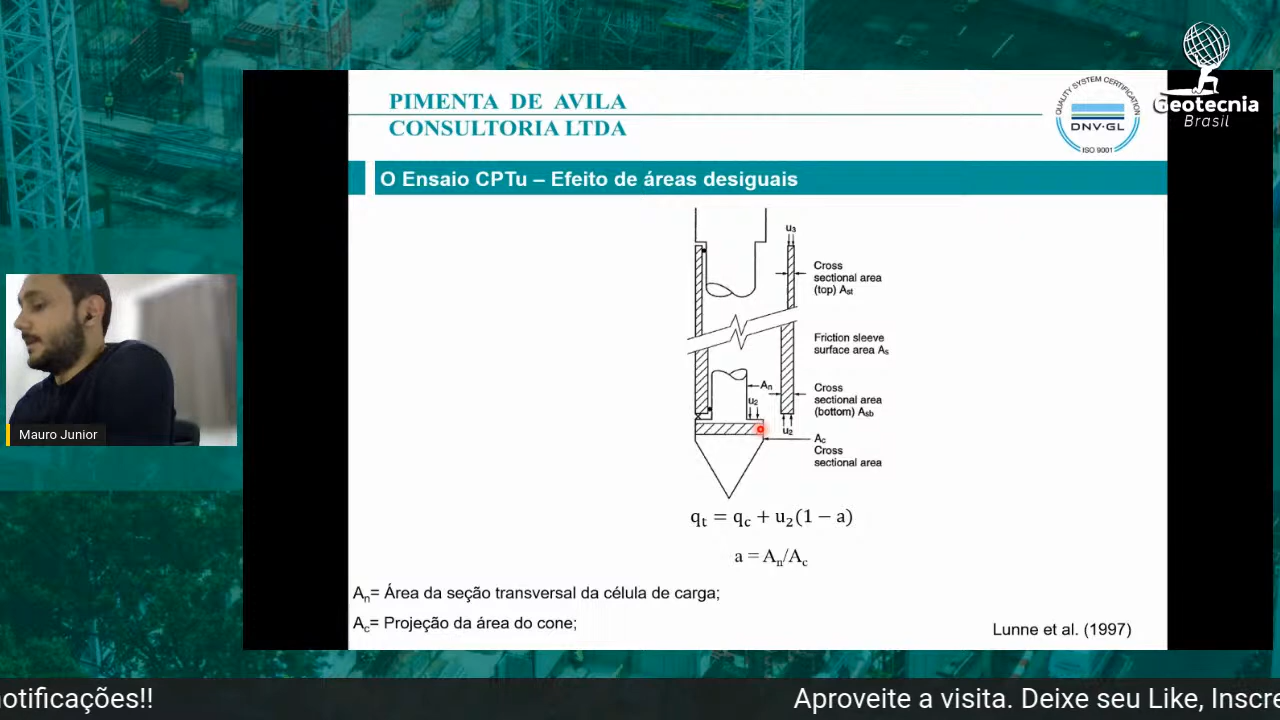 PIMENTA DE AVILA
CONSULTORIA LTDA
QUALITY SYSTEM CERTIFICATION
DNV·GL
ISO 9001
Geotecnia
Brasil
O Ensaio CPTu – Efeito de áreas desiguais
u3
Cross
sectional area
(top) Ast
Friction sleeve
surface area As
An
Cross
sectional area
(bottom) Asb
u2
u2
Ac
Cross
sectional area
qt = qc + u2(1 − a)
a = An/Ac
An= Área da seção transversal da célula de carga;
Ac= Projeção da área do cone;
Lunne et al. (1997)
Mauro Junior
notificações!!
Aproveite a visita. Deixe seu Like, Inscre